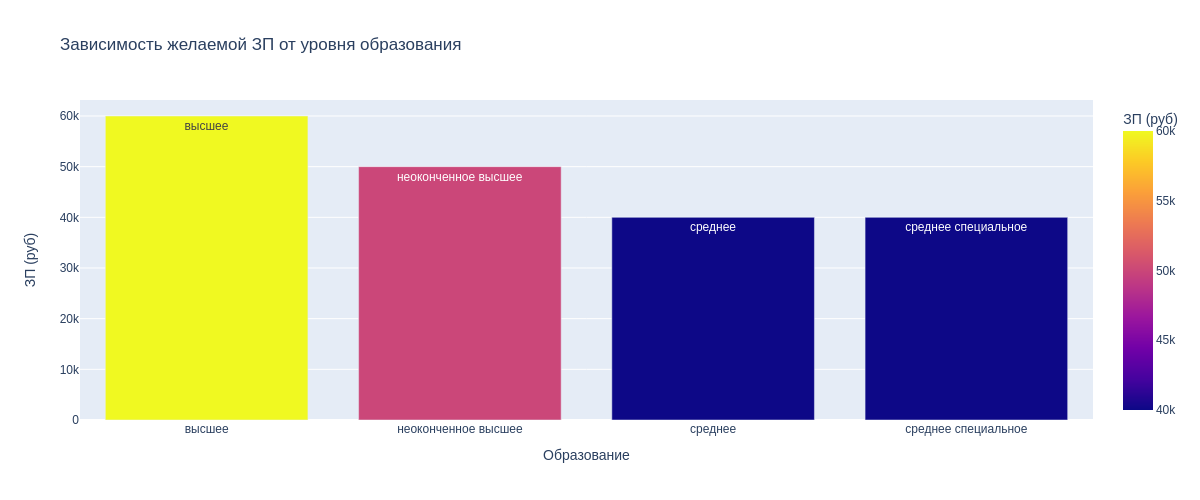 Зависимость желаемой ЗП от уровня образования
ЗП (руб)
60k
50k
40k
30k
20k
10k
0
высшее
неоконченное высшее
среднее
среднее специальное
высшее
неоконченное высшее
среднее
среднее специальное
Образование
ЗП (руб)
60k
55k
50k
45k
40k